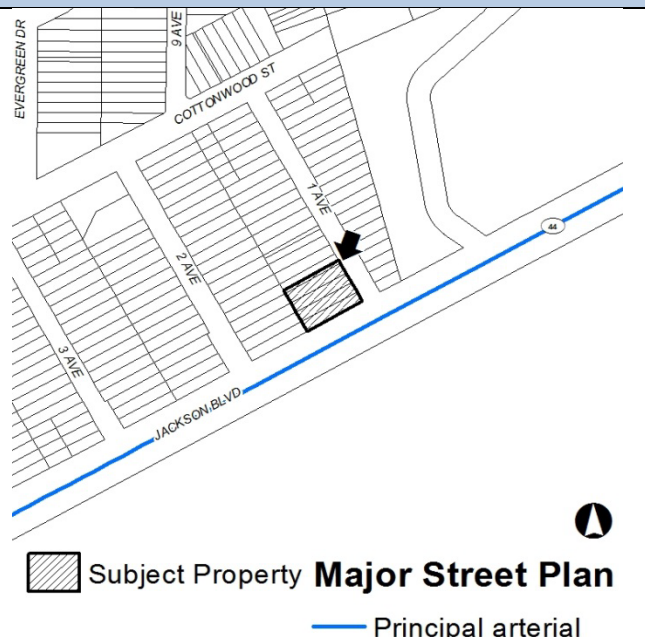 EVERGREEN DR
9 AVE
COTTONWOOD ST
1 AVE
44
2 AVE
3 AVE
JACKSON BLVD
Subject Property Major Street Plan
Principal arterial